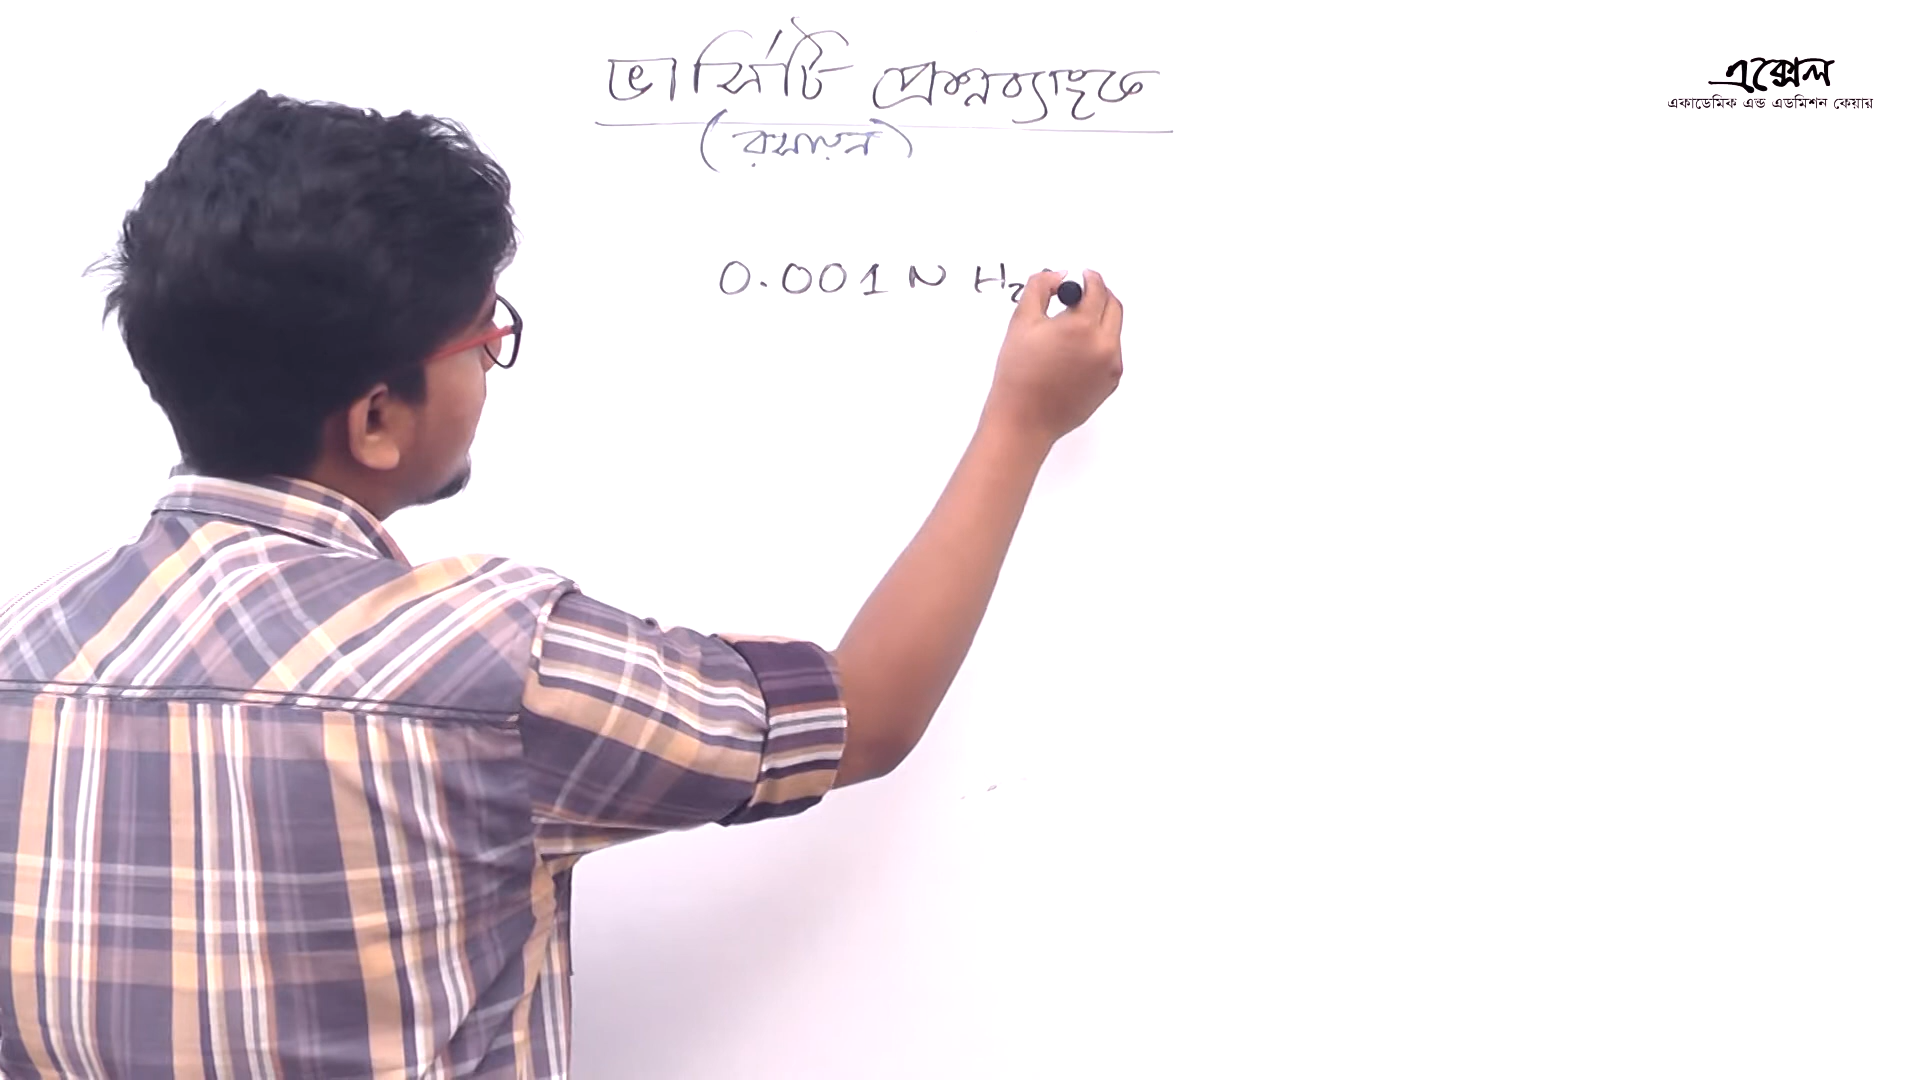 ভার্সিটি প্রশ্নব্যাংক
(রসায়ন)
0.001 N H₂
এক্সেল
একাডেমিক এন্ড এডমিশন কেয়ার